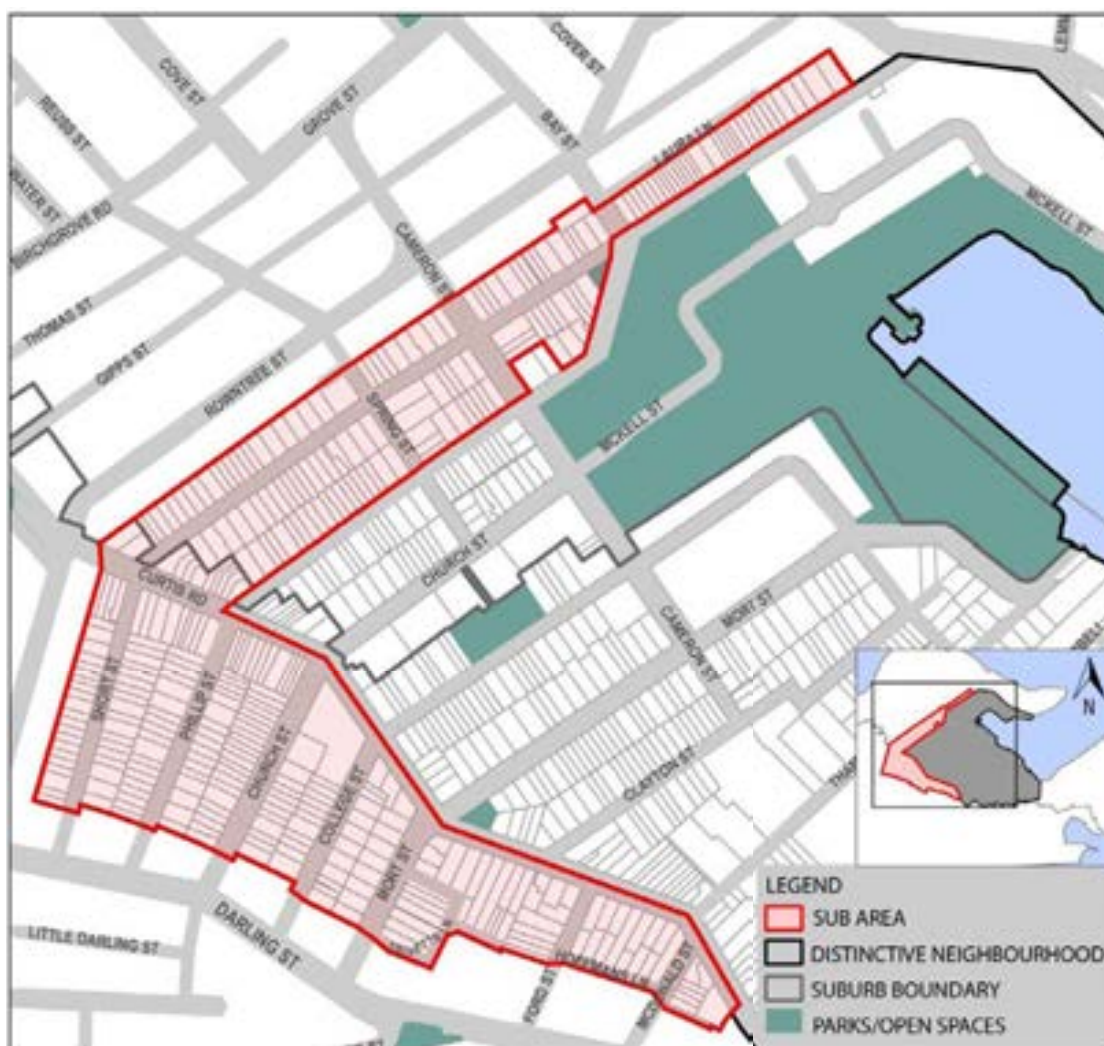 COVE ST
COVER ST
REUSS ST
GROVE ST
BAY ST
LAURA LN
WATER ST
BIRCHGROVE RD
CAMERON ST
MCKELL ST
THOMAS ST
GIPPS ST
ROWNTREE ST
SPRING ST
MCKELL ST
CHURCH ST
CURTIS RD
CAMERON ST
MORT ST
SHORT ST
PHILLIP ST
CHURCH ST
COLLEGE ST
CLAYTON ST
MORT ST
N
DARLING ST
LITTLE DARLING ST
HOFFMANS LN
FORD ST
MCDONALD ST
LEGEND
SUB AREA
DISTINCTIVE NEIGHBOURHOOD
SUBURB BOUNDARY
PARKS/OPEN SPACES